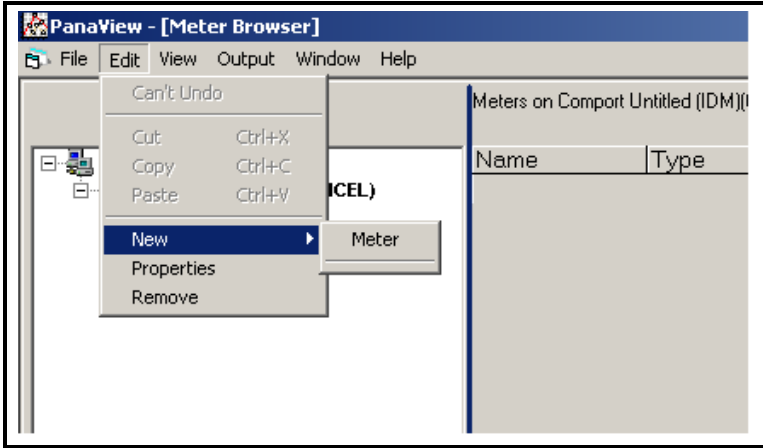 PanaView - [Meter Browser]
File Edit View Output Window Help
Can't Undo
Meters on Comport Untitled (IDM)(
Cut Ctrl+X
Name Type
Copy Ctrl+C
Paste Ctrl+V
ICEL)
New Meter
Properties
Remove